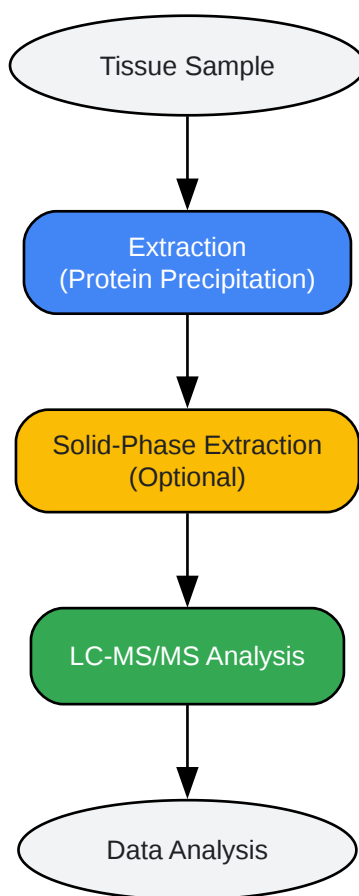 Tissue Sample
Extraction
(Protein Precipitation)
Solid-Phase Extraction
(Optional)
LC-MS/MS Analysis
Data Analysis